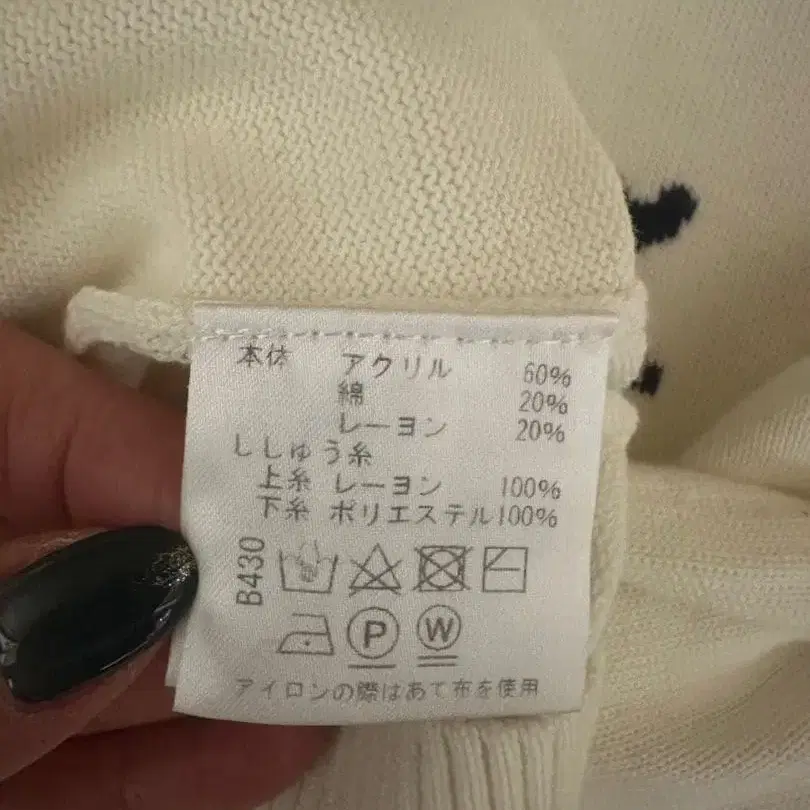 本体 アクリル 60%
綿 20%
レーヨン 20%
ししゅう糸
上糸 レーヨン 100%
下糸 ポリエステル100%
B430
P W
アイロンの際はあて布を使用